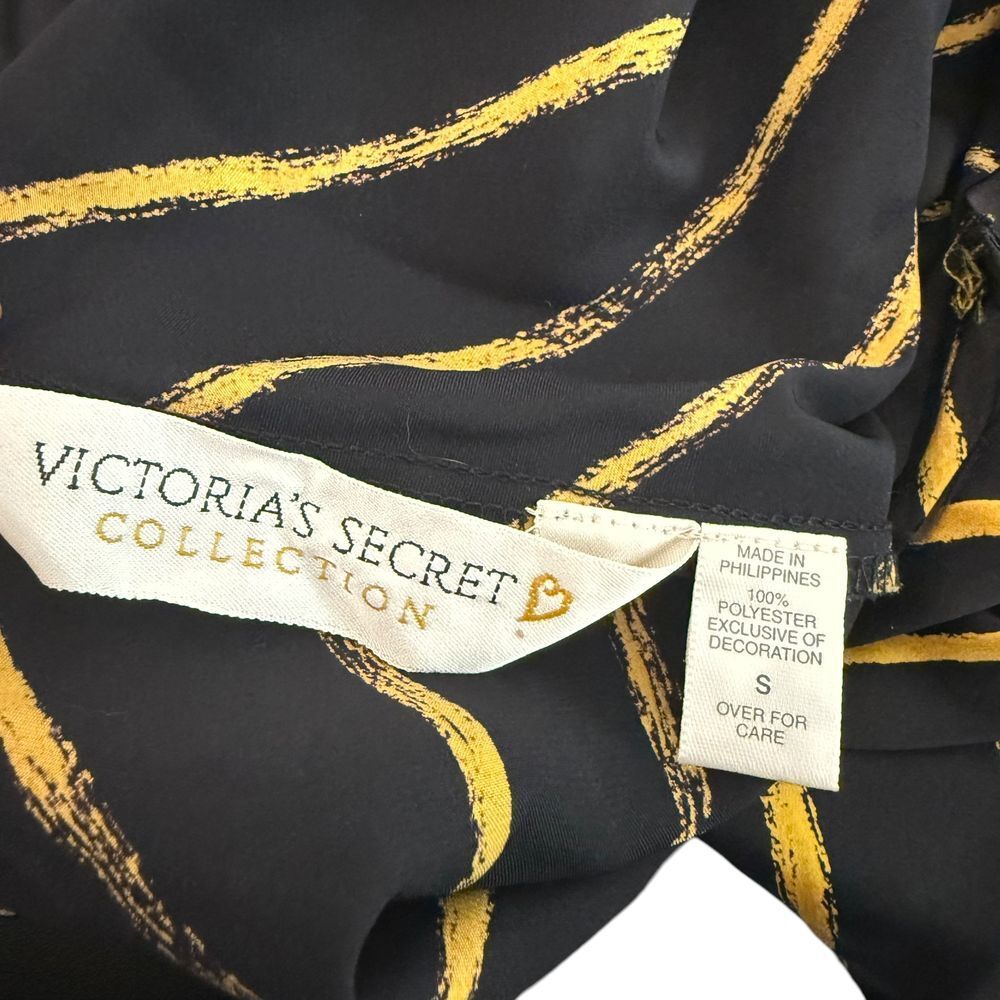 VICTORIA'S SECRET
COLLECTION
MADE IN
PHILIPPINES
100%
POLYESTER
EXCLUSIVE OF
DECORATION
S
OVER FOR
CARE